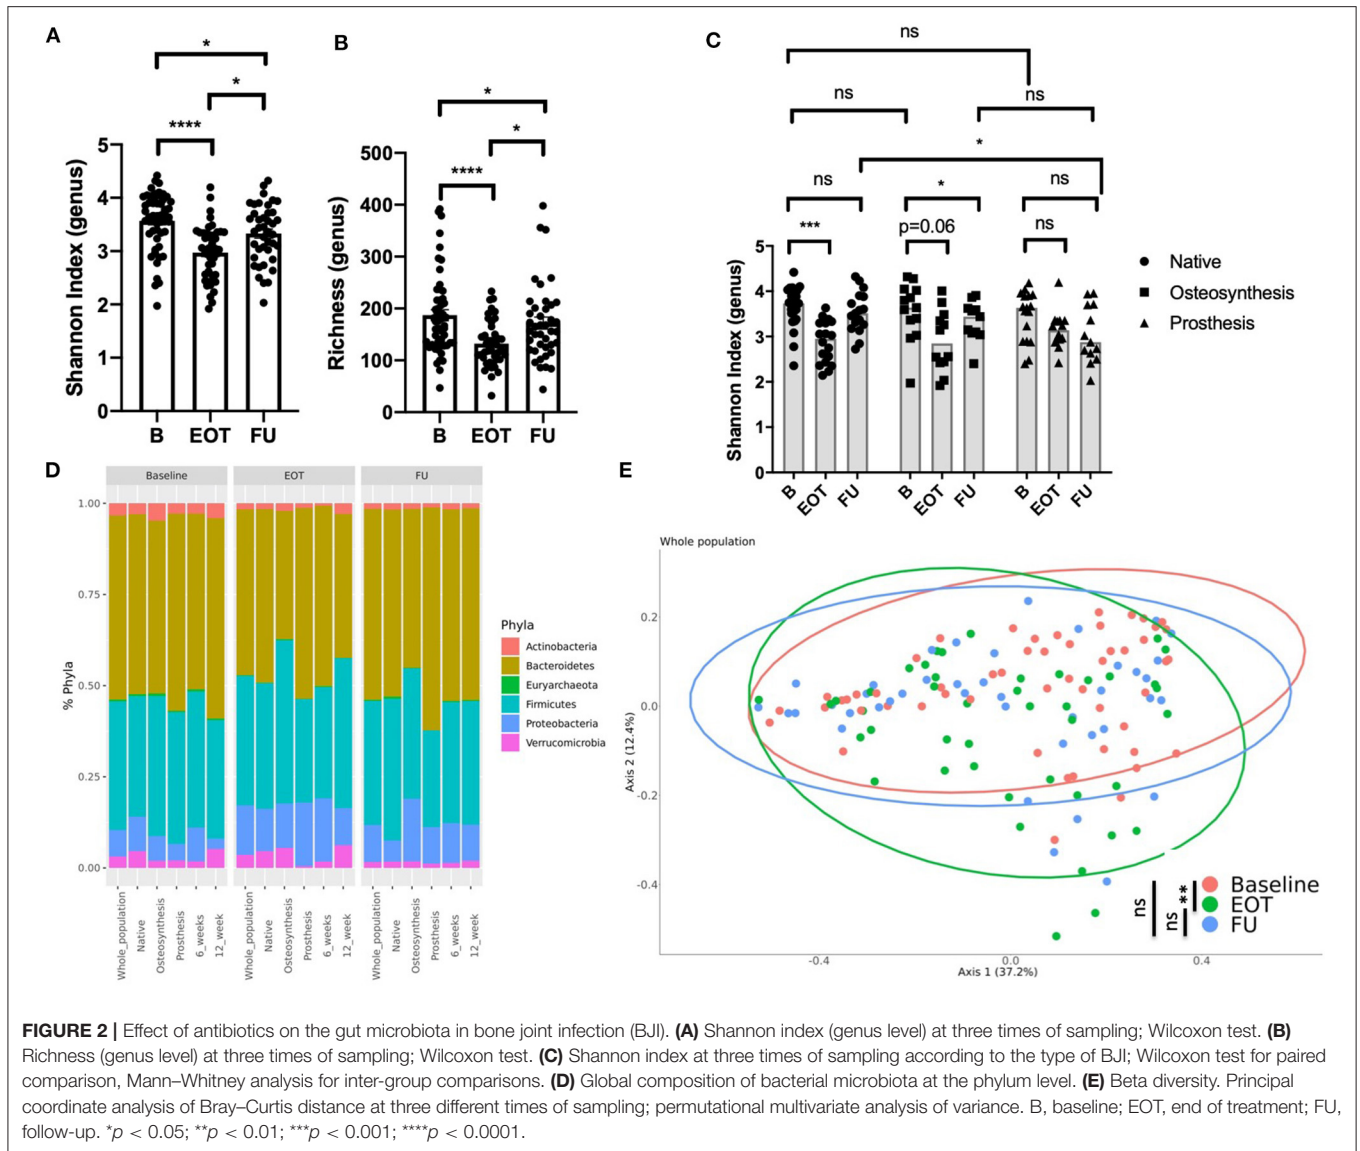 A
B
C
*
*
****
Shannon Index (genus)
5
4
3
2
1
0
B EOT FU
*
*
****
Richness (genus)
500
400
300
200
100
0
B EOT FU
ns
ns
ns
*
ns
*
ns
***
p=0.06
ns
Shannon Index (genus)
5
4
3
2
1
0
B EOT FU B EOT FU B EOT FU
Native
Osteosynthesis
Prosthesis
D
Baseline EOT FU
% Phyla
1.00
0.75
0.50
0.25
0.00
Whole_population Native Osteosynthesis Prosthesis 6_weeks 12_week
Whole_population Native Osteosynthesis Prosthesis 6_weeks 12_week
Whole_population Native Osteosynthesis Prosthesis 6_weeks 12_week
Phyla
Actinobacteria
Bacteroidetes
Euryarchaeota
Firmicutes
Proteobacteria
Verrucomicrobia
E
Whole population
Axis 2 (12.4%)
0.2
0.0
-0.2
-0.4
-0.4 0.0 0.4
Axis 1 (37.2%)
ns
ns
**
Baseline
EOT
FU
FIGURE 2 | Effect of antibiotics on the gut microbiota in bone joint infection (BJI). (A) Shannon index (genus level) at three times of sampling; Wilcoxon test. (B)
Richness (genus level) at three times of sampling; Wilcoxon test. (C) Shannon index at three times of sampling according to the type of BJI; Wilcoxon test for paired
comparison, Mann–Whitney analysis for inter-group comparisons. (D) Global composition of bacterial microbiota at the phylum level. (E) Beta diversity. Principal
coordinate analysis of Bray–Curtis distance at three different times of sampling; permutational multivariate analysis of variance. B, baseline; EOT, end of treatment; FU,
follow-up. *p < 0.05; **p < 0.01; ***p < 0.001; ****p < 0.0001.